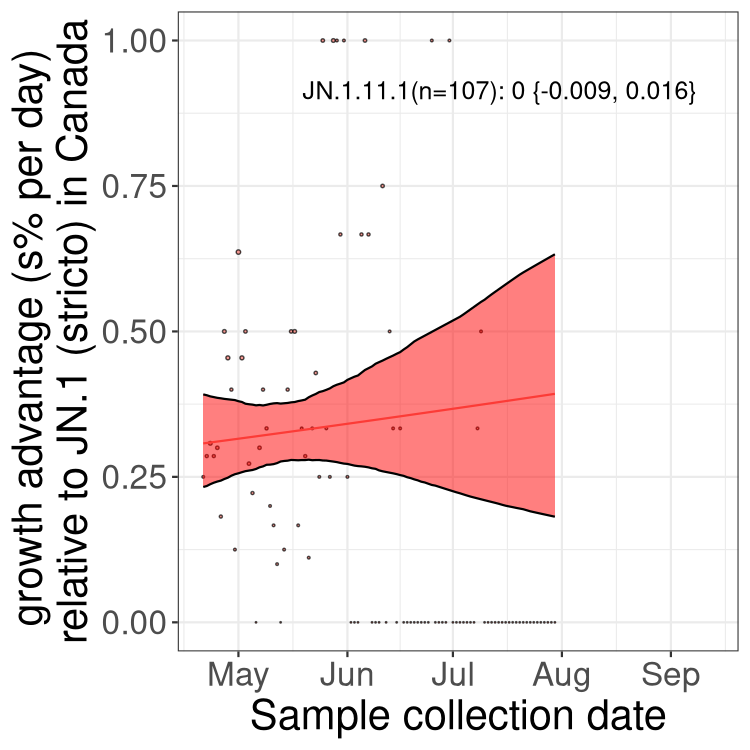 growth advantage (s% per day)
relative to JN.1 (stricto) in Canada
1.00
0.75
0.50
0.25
0.00
JN.1.11.1(n=107): 0 {-0.009, 0.016}
May Jun Jul Aug Sep
Sample collection date